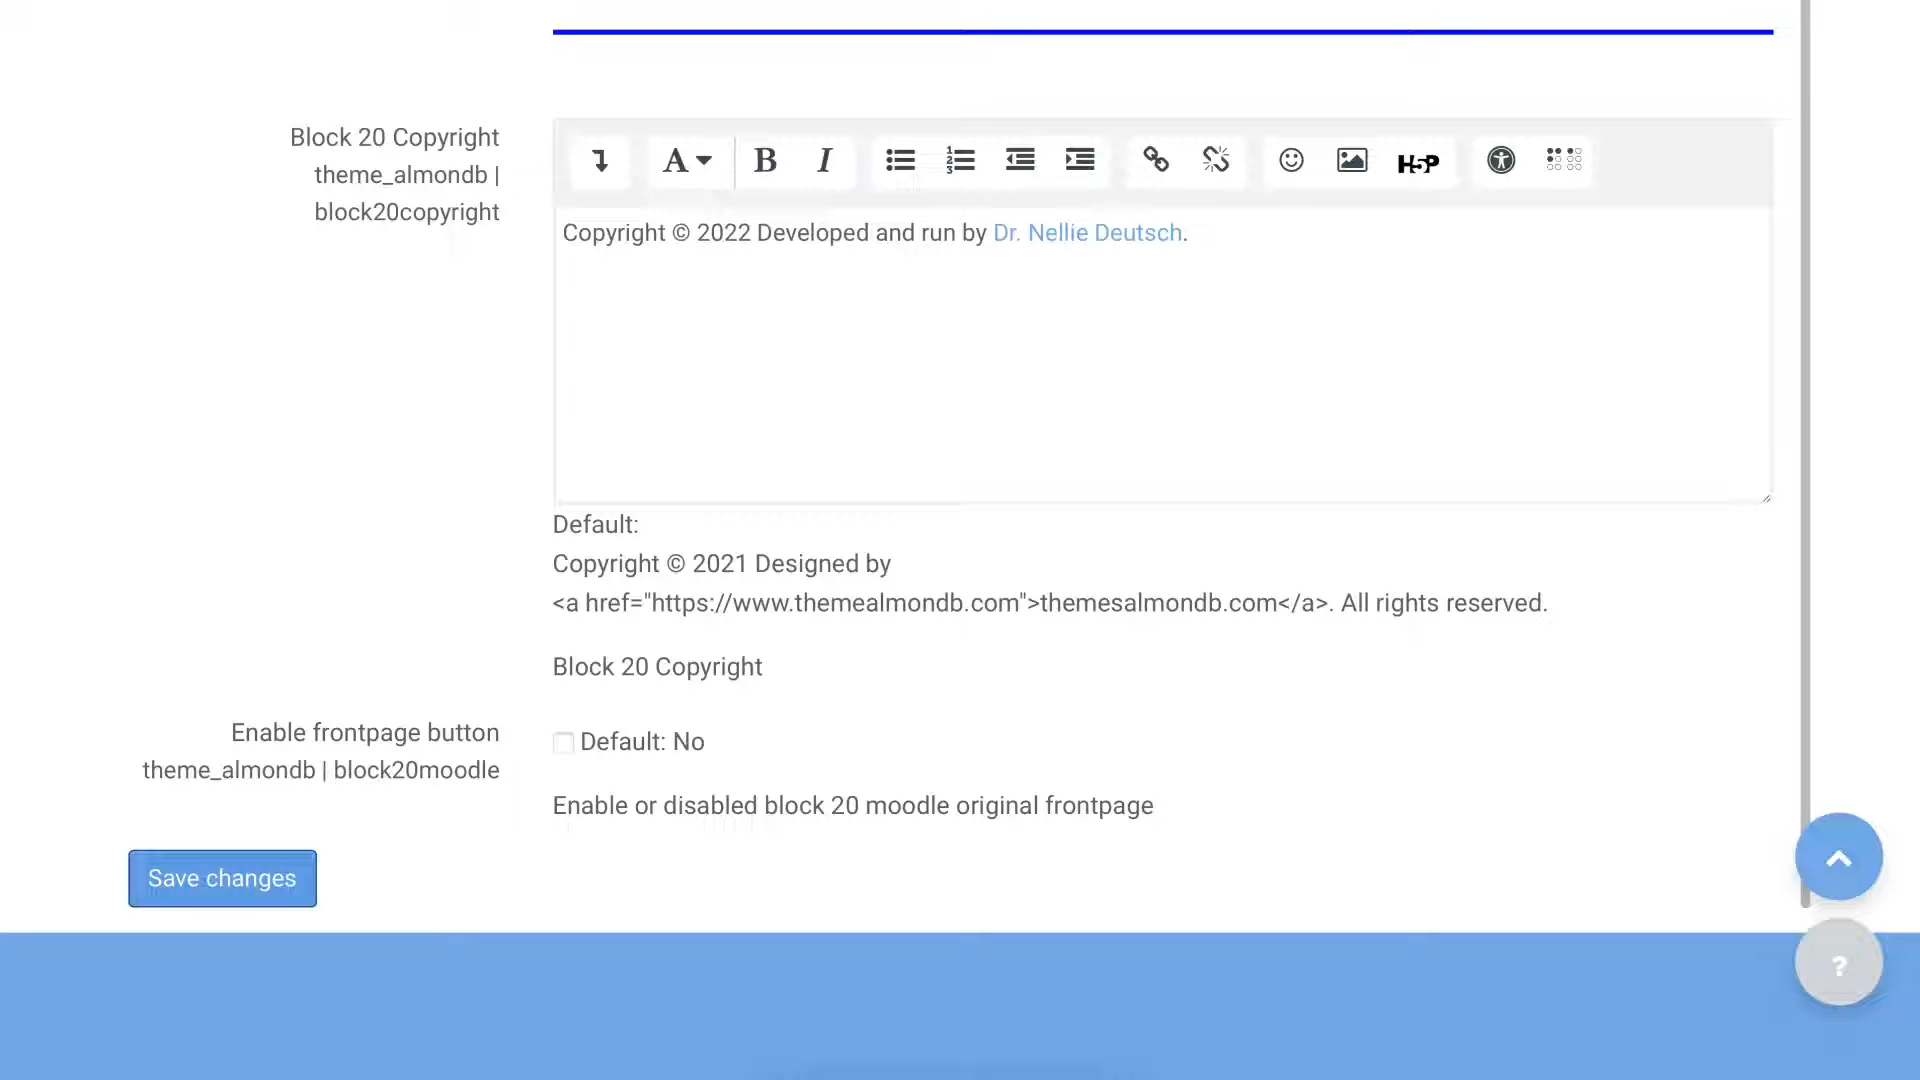 Block 20 Copyright
theme_almondb |
block20copyright
A B I H5P
Copyright © 2022 Developed and run by Dr. Nellie Deutsch.
Default:
Copyright © 2021 Designed by
<a href="https://www.themealmondb.com">themesalmondb.com</a>. All rights reserved.
Block 20 Copyright
Enable frontpage button
theme_almondb | block20moodle
Default: No
Enable or disabled block 20 moodle original frontpage
Save changes
?